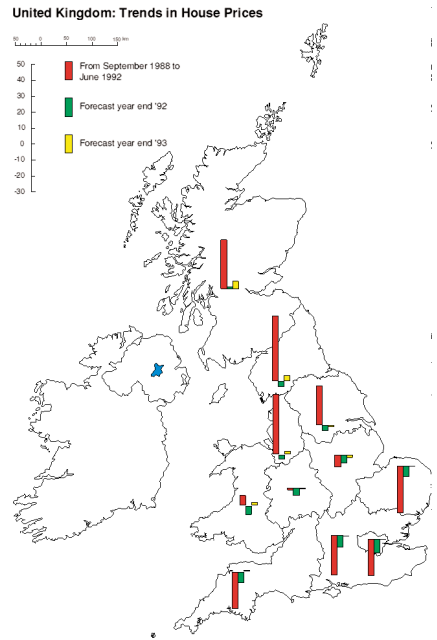 United Kingdom: Trends in House Prices
50 0 50 100 150 km
50
40
30
20
10
0
-10
-20
-30
From September 1988 to
June 1992
Forecast year end '92
Forecast year end '93